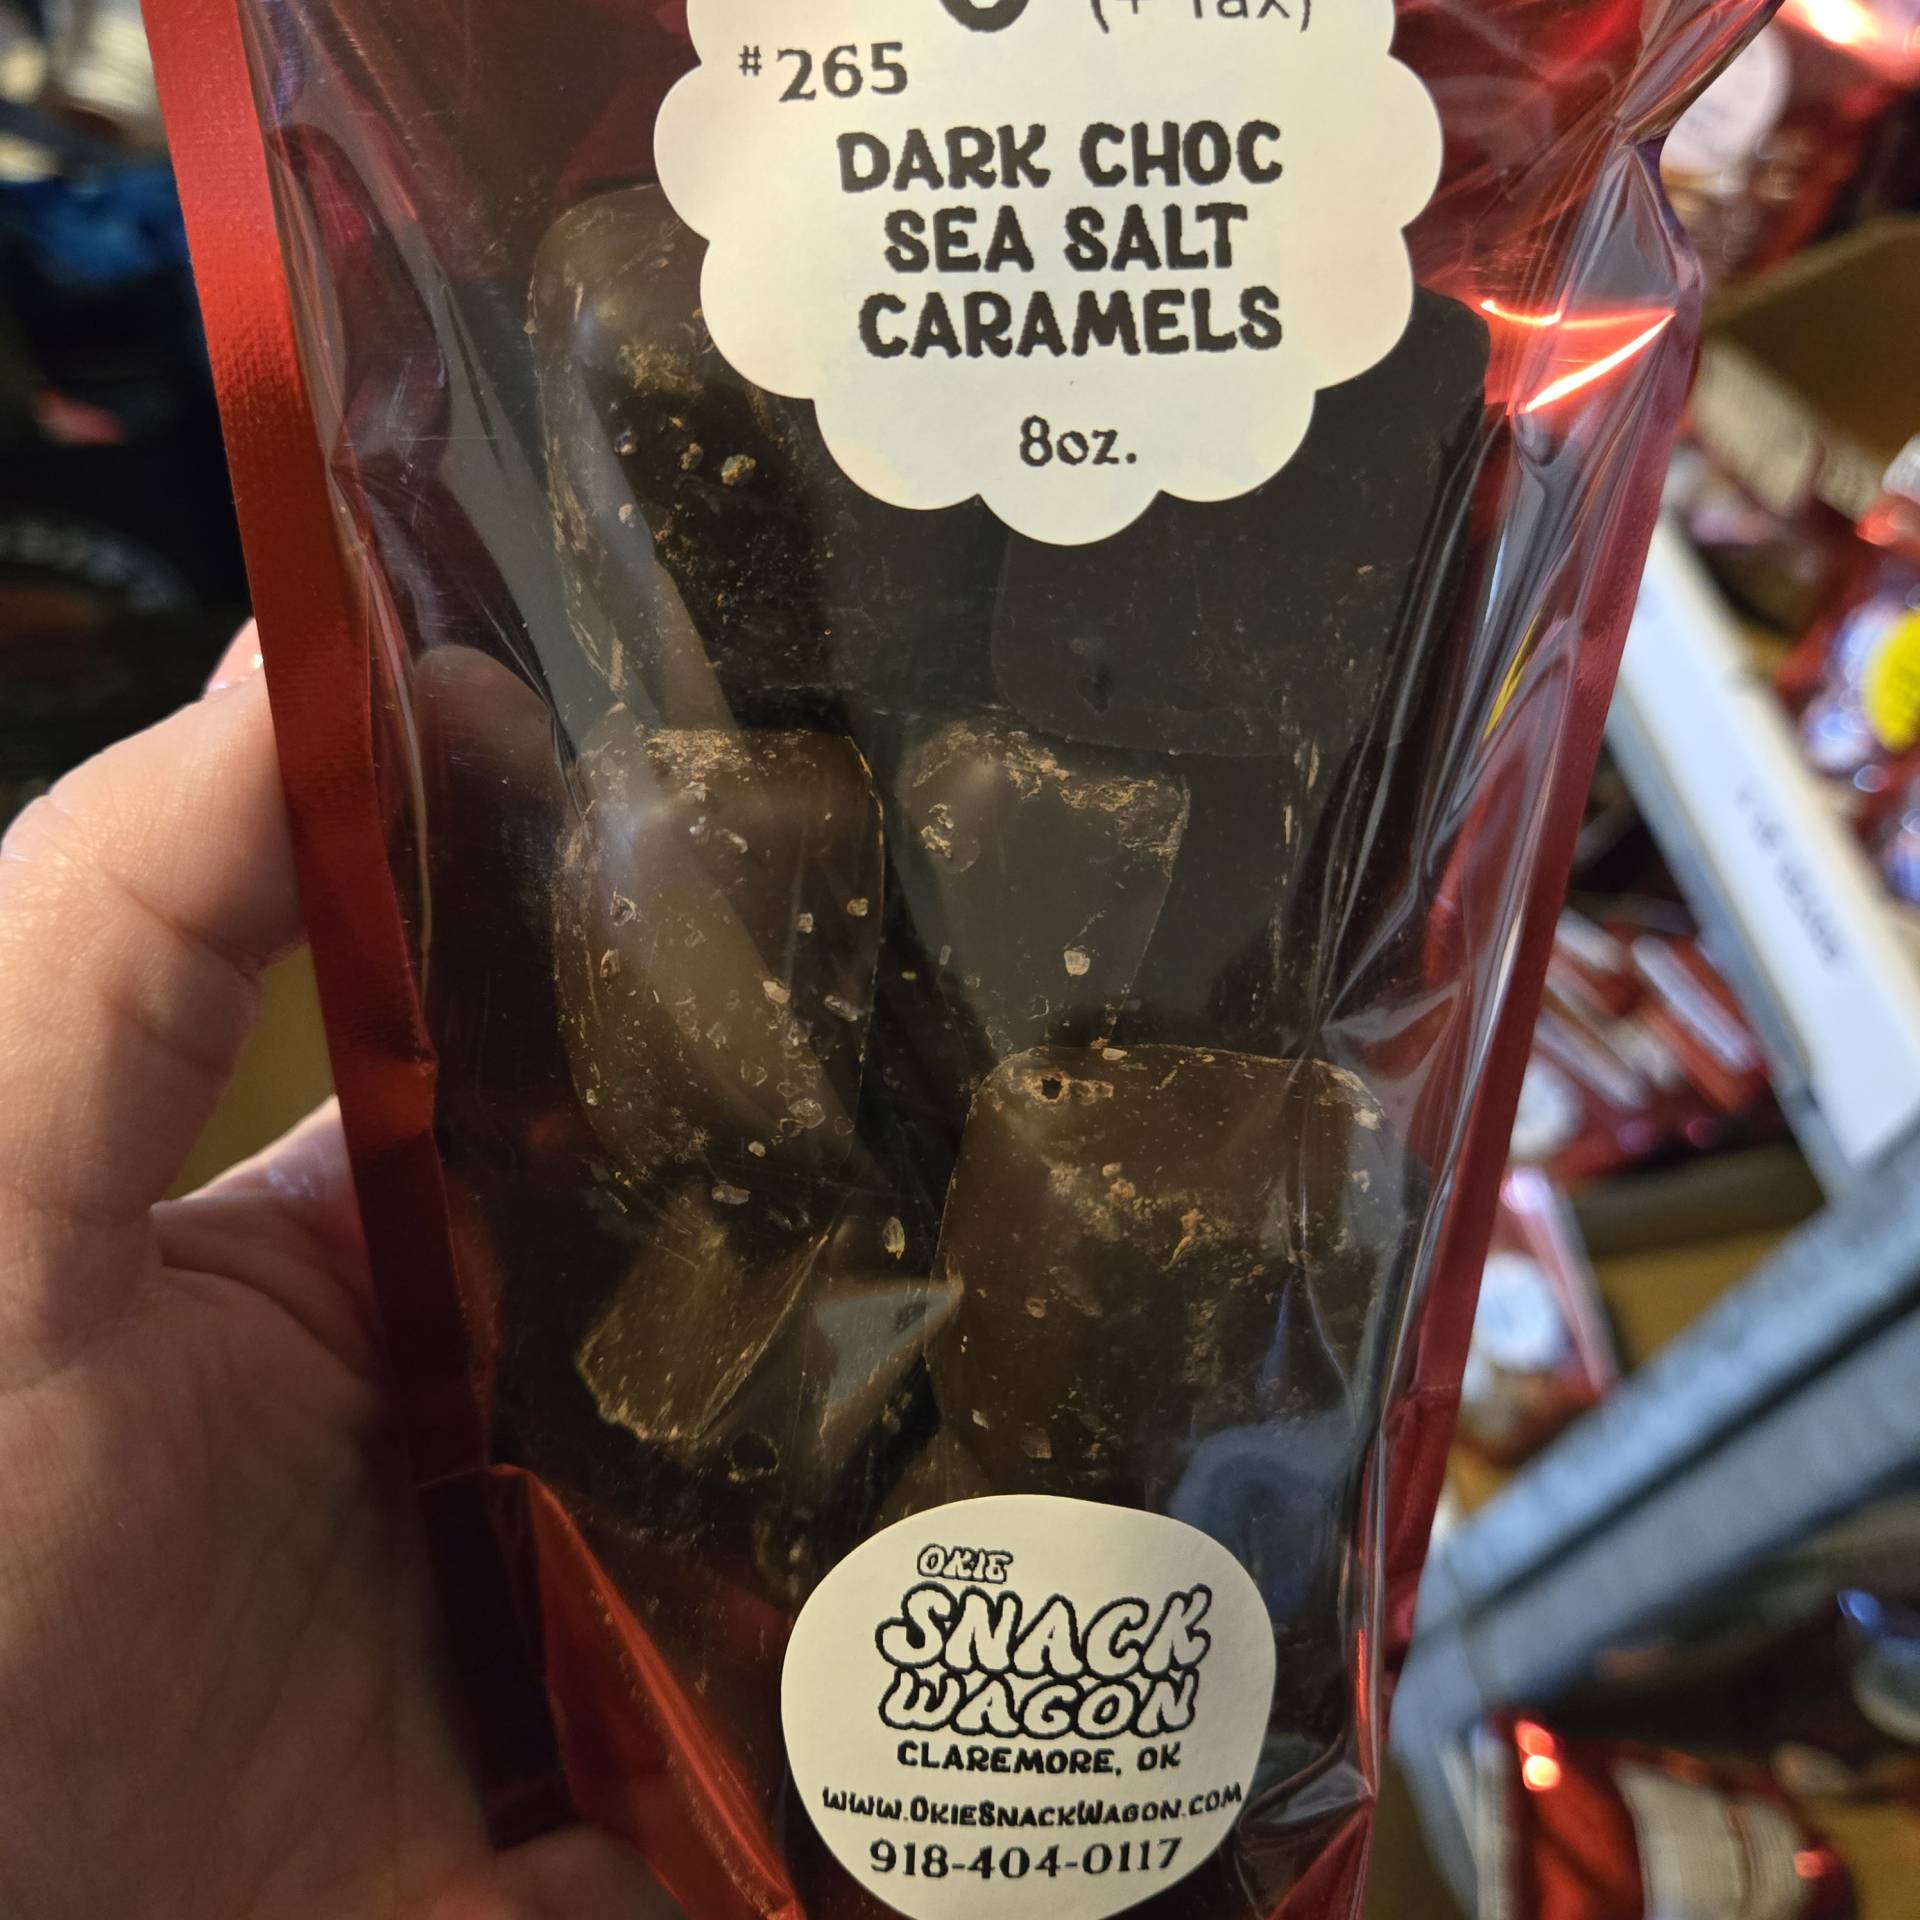 (+ Tax)
#265
DARK CHOC
SEA SALT
CARAMELS
8oz.
OKIE
SNACK
WAGON
CLAREMORE, OK
WWW.OKIESNACKWAGON.COM
918-404-0117